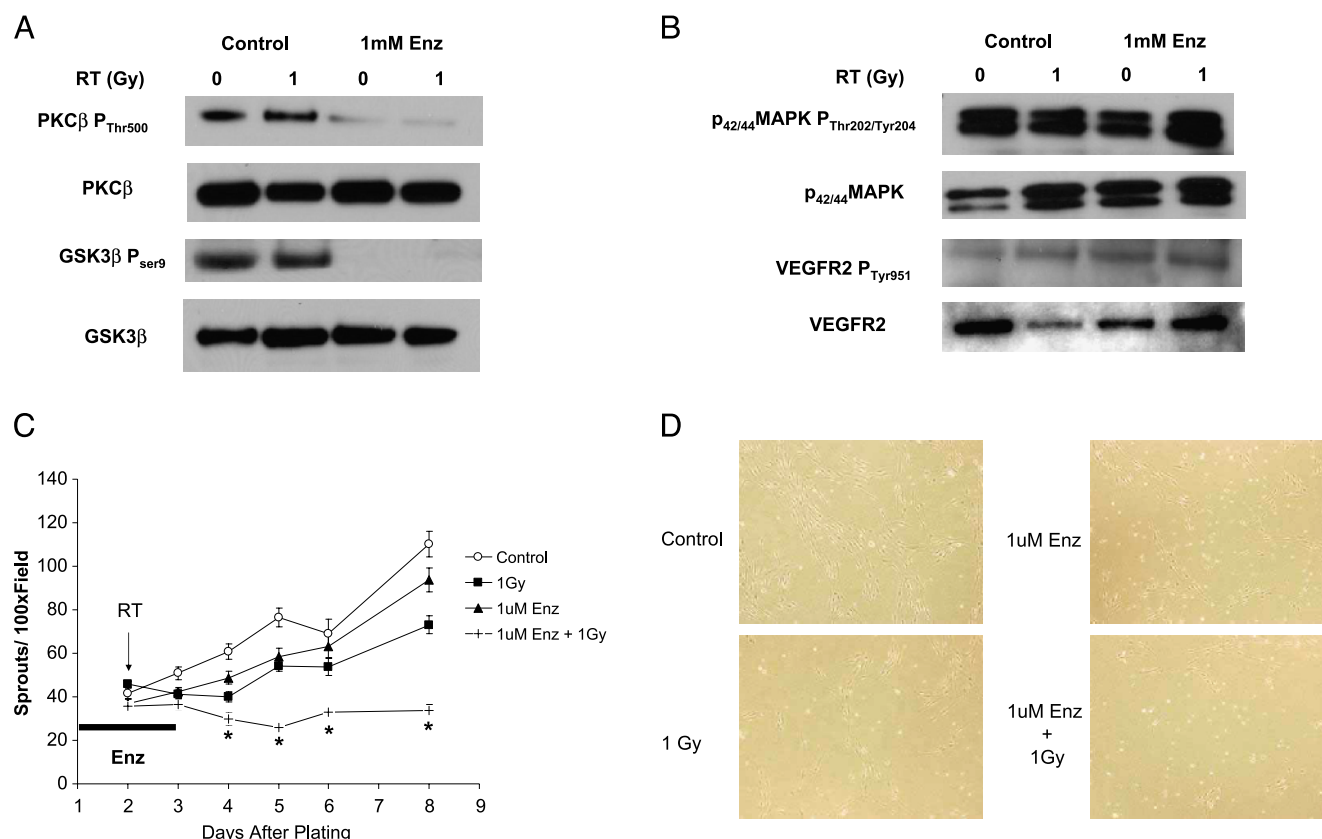 A
Control 1mM Enz
RT (Gy) 0 1 0 1
PKCβ PThr500
PKCβ
GSK3β Pser9
GSK3β
B
Control 1mM Enz
RT (Gy) 0 1 0 1
p42/44MAPK PThr202/Tyr204
p42/44MAPK
VEGFR2 PTyr951
VEGFR2
C
Sprouts/ 100xField
140
120
100
80
60
40
20
0
RT
Enz
* * * *
1 2 3 4 5 6 7 8 9
Days After Plating
Control
1Gy
1uM Enz
1uM Enz + 1Gy
D
Control
1uM Enz
1 Gy
1uM Enz
+
1Gy